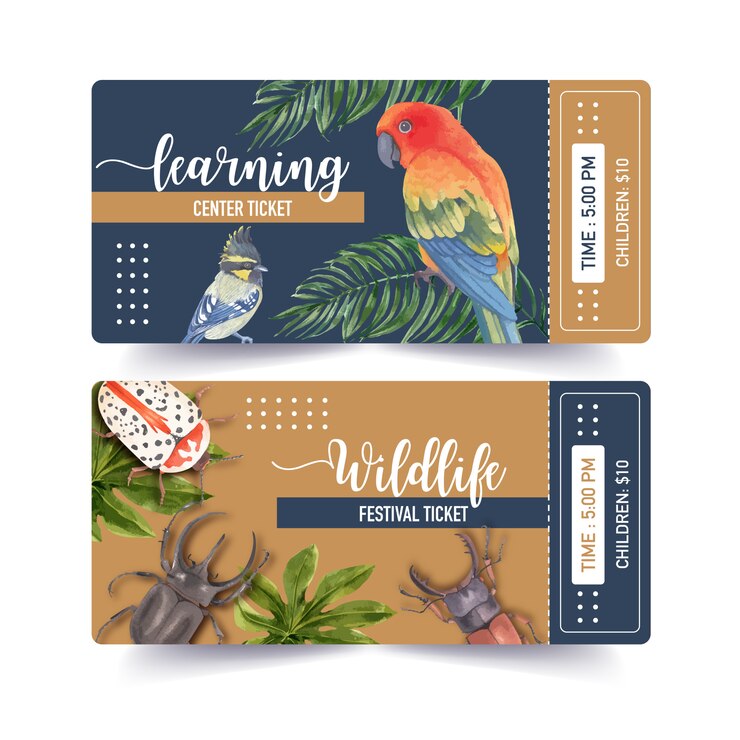 learning
CENTER TICKET
TIME : 5:00 PM
CHILDREN: $10
Wildlife
FESTIVAL TICKET
TIME : 5:00 PM
CHILDREN: $10